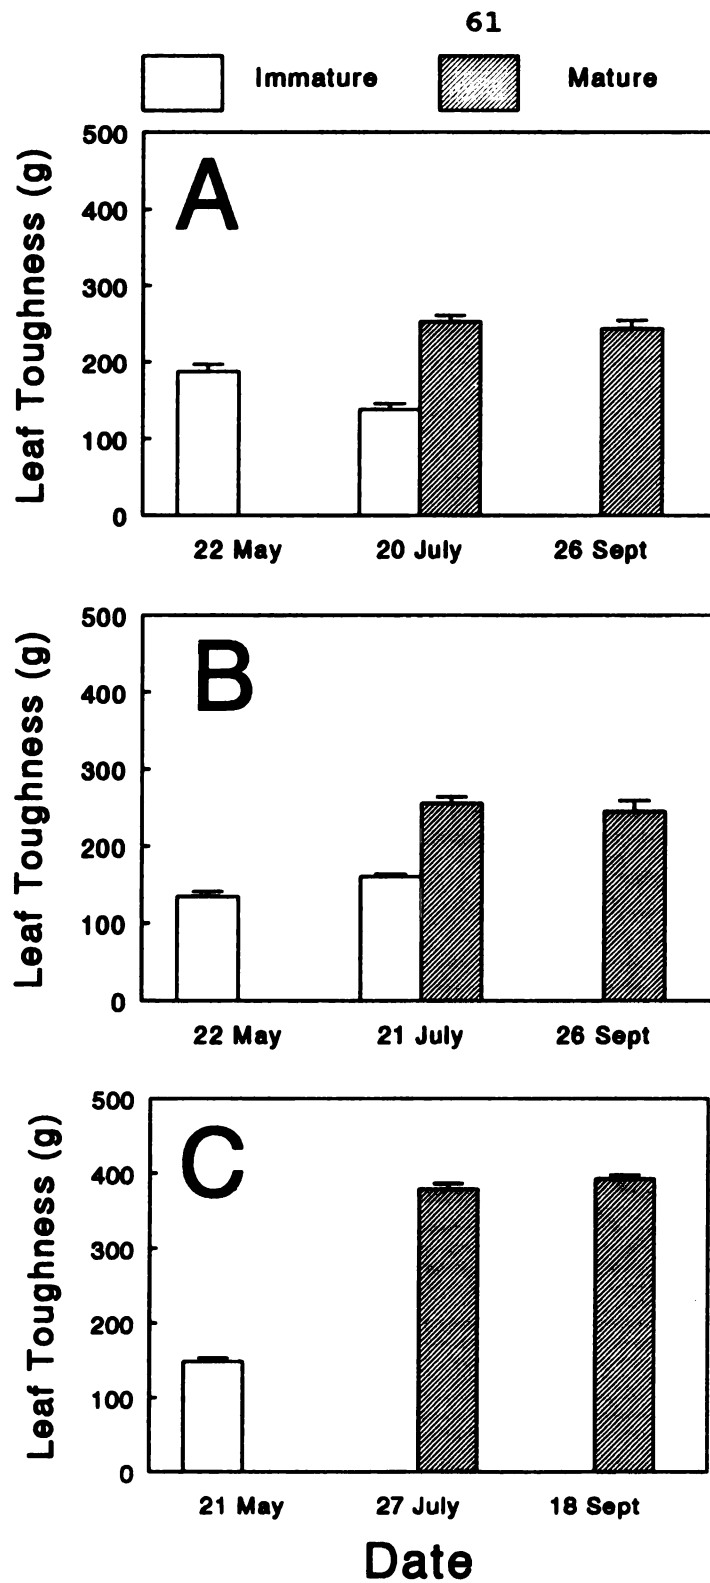 61
Immature Mature
A
Leaf Toughness (g)
500
400
300
200
100
0
22 May 20 July 26 Sept
B
Leaf Toughness (g)
500
400
300
200
100
0
22 May 21 July 26 Sept
C
Leaf Toughness (g)
500
400
300
200
100
0
21 May 27 July 18 Sept
Date